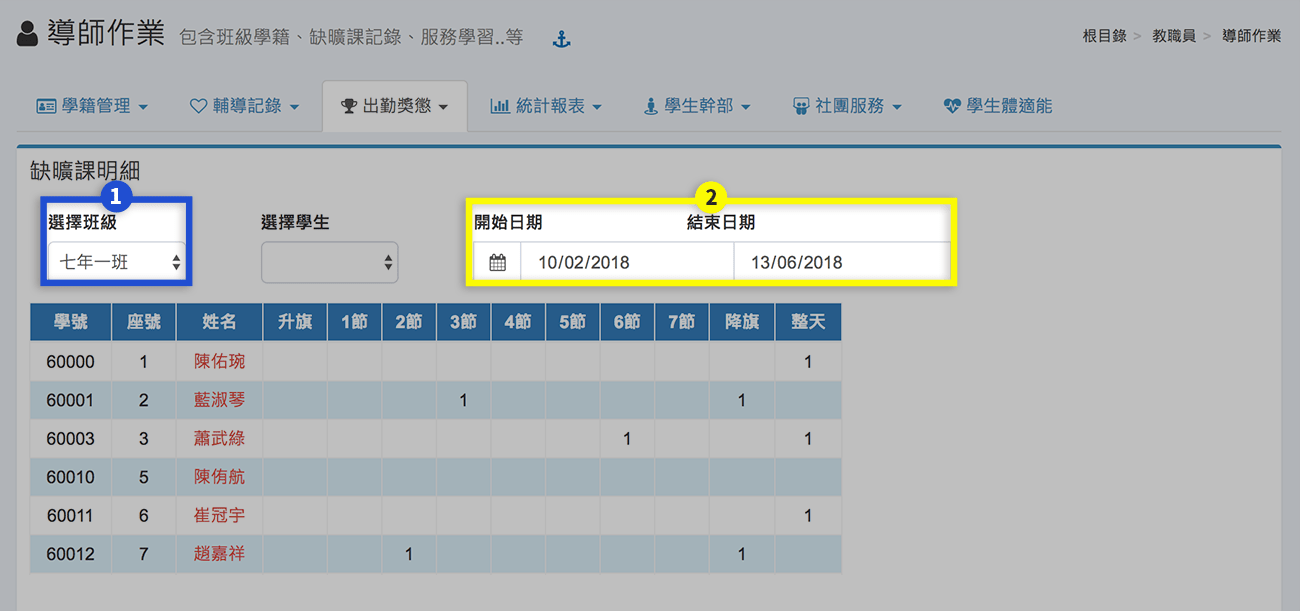 導師作業 包含班級學籍、缺曠課記錄、服務學習..等
根目錄 > 教職員 > 導師作業
學籍管理 輔導記錄 出勤獎懲 統計報表 學生幹部 社團服務 學生體適能
缺曠課明細
1 2
選擇班級 選擇學生 開始日期 結束日期
七年一班 10/02/2018 13/06/2018
學號 座號 姓名 升旗 1節 2節 3節 4節 5節 6節 7節 降旗 整天
60000 1 陳佑琬 1
60001 2 藍淑琴 1 1
60003 3 蕭武綠 1 1
60010 5 陳侑航
60011 6 崔冠宇 1
60012 7 趙嘉祥 1 1